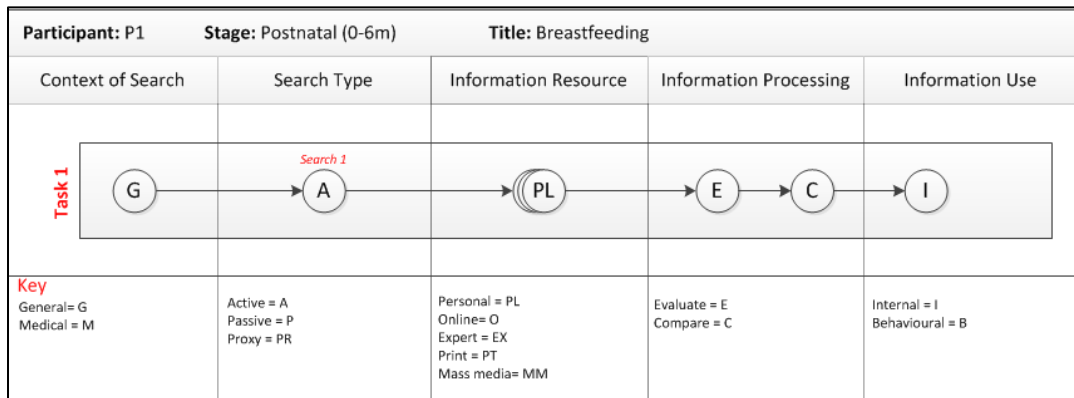 Participant: P1 Stage: Postnatal (0-6m) Title: Breastfeeding
Context of Search Search Type Information Resource Information Processing Information Use
Task 1
Search 1
G A PL E C I
Key
General= G
Medical = M
Active = A
Passive = P
Proxy = PR
Personal = PL
Online= O
Expert = EX
Print = PT
Mass media= MM
Evaluate = E
Compare = C
Internal = I
Behavioural = B